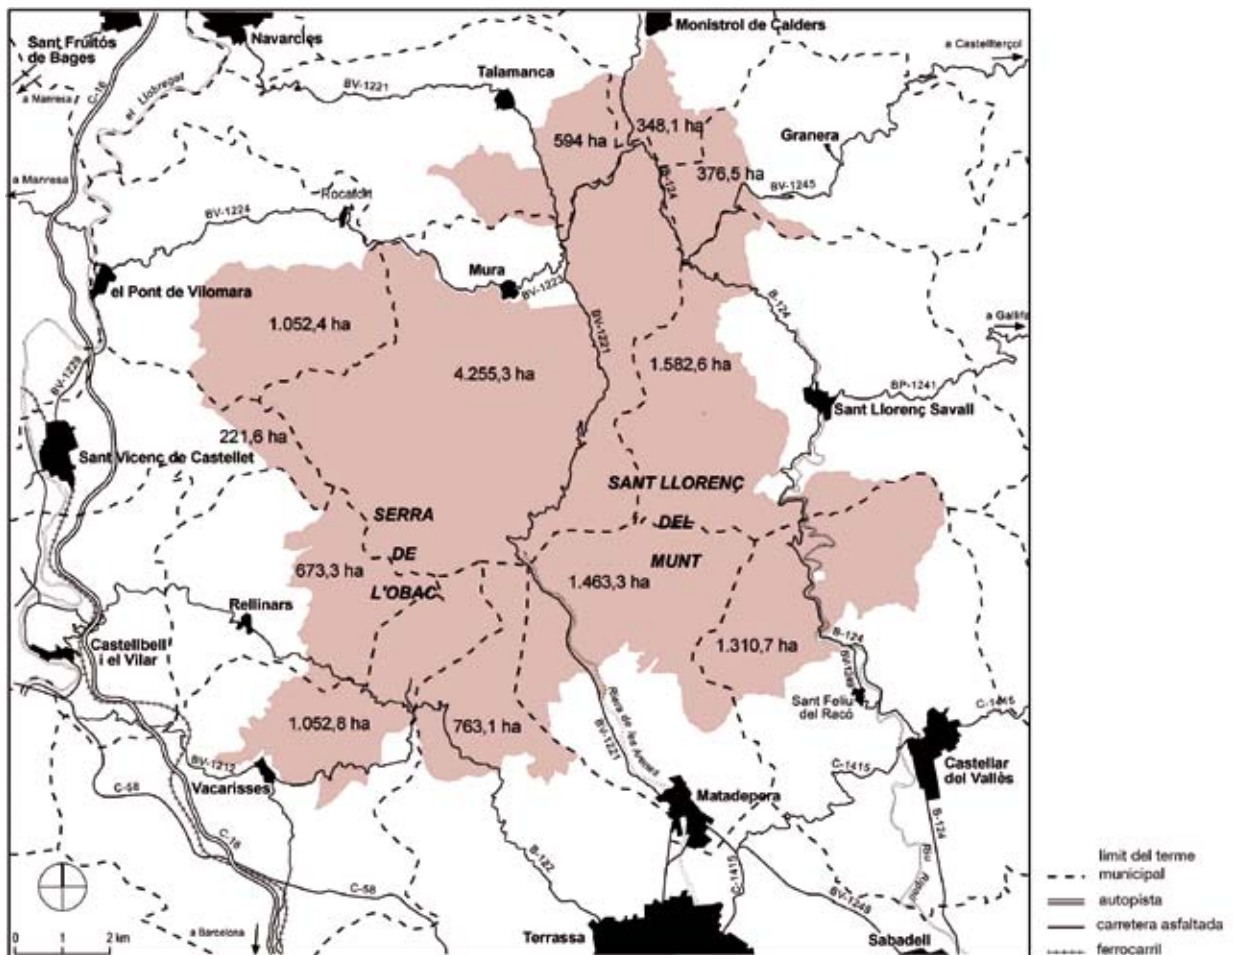 Monistrol de Calders
Sant Fruitós
de Bages
Navarcles
a Castellterçol
C-16
el Llobregat
a Manresa
BV-1221
Talamanca
348,1 ha
594 ha
Granera
a Manresa
376,5 ha
B-124
BV-1245
Rocafort
BV-1224
Mura
BV-1223
el Pont de Vilomara
B-124
1.052,4 ha
BV-1221
a Gallifa
1.582,6 ha
4.255,3 ha
BV-1229
BP-1241
Sant Llorenç Savall
221,6 ha
Sant Vicenç de Castellet
SANT LLORENÇ
DEL
MUNT
SERRA
DE
L'OBAC
673,3 ha
1.463,3 ha
Rellinars
Castellbell
i el Vilar
1.310,7 ha
B-124
Sant Feliu
del Racó
Riera de les Arenes
BV-1221
1.052,8 ha
763,1 ha
C-1415
BV-1212
Vacarisses
C-58
C-1415
Castellar
del Vallès
Matadepera
B-124
C-16
B-122
C-1415
Riu Ripoll
C-58
BV-1248
a Barcelona
Terrassa
Sabadell
0 1 2 km
límit del terme
municipal
autopista
carretera asfaltada
ferrocarril